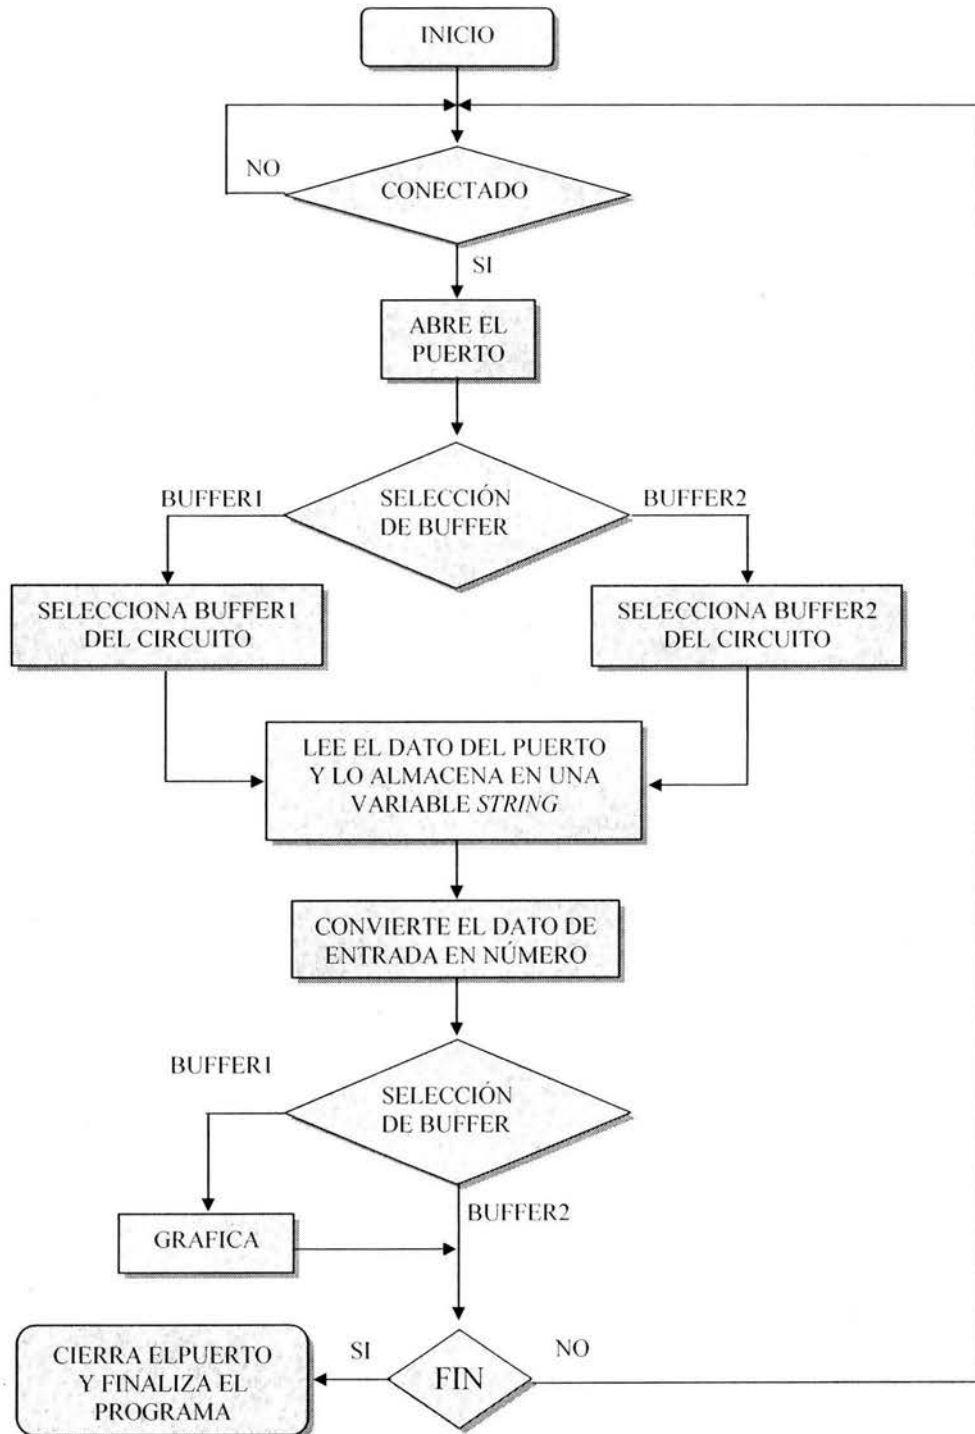 INICIO
NO
CONECTADO
SI
ABRE EL
PUERTO
BUFFER1
SELECCIÓN
DE BUFFER
BUFFER2
SELECCIONA BUFFER1
DEL CIRCUITO
SELECCIONA BUFFER2
DEL CIRCUITO
LEE EL DATO DEL PUERTO
Y LO ALMACENA EN UNA
VARIABLE STRING
CONVIERTE EL DATO DE
ENTRADA EN NÚMERO
BUFFER1
SELECCIÓN
DE BUFFER
BUFFER2
GRAFICA
CIERRA ELPUERTO
Y FINALIZA EL
PROGRAMA
SI
FIN
NO